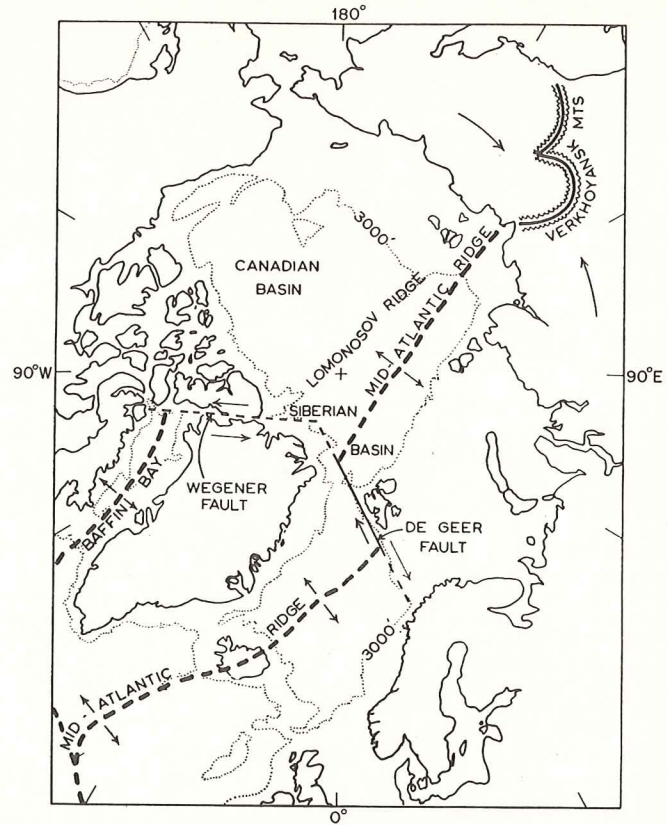 180°
VERKHOYANSK MTS
3000'
CANADIAN
BASIN
LOMONOSOV RIDGE
MID ATLANTIC RIDGE
90°W
90°E
+
SIBERIAN
BASIN
WEGENER
FAULT
BAFFIN BAY
DE GEER
FAULT
RIDGE
3000'
MID ATLANTIC
0°